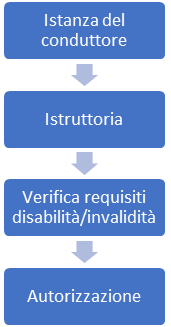 Istanza del
conduttore
Istruttoria
Verifica requisiti
disabilità/invalidità
Autorizzazione